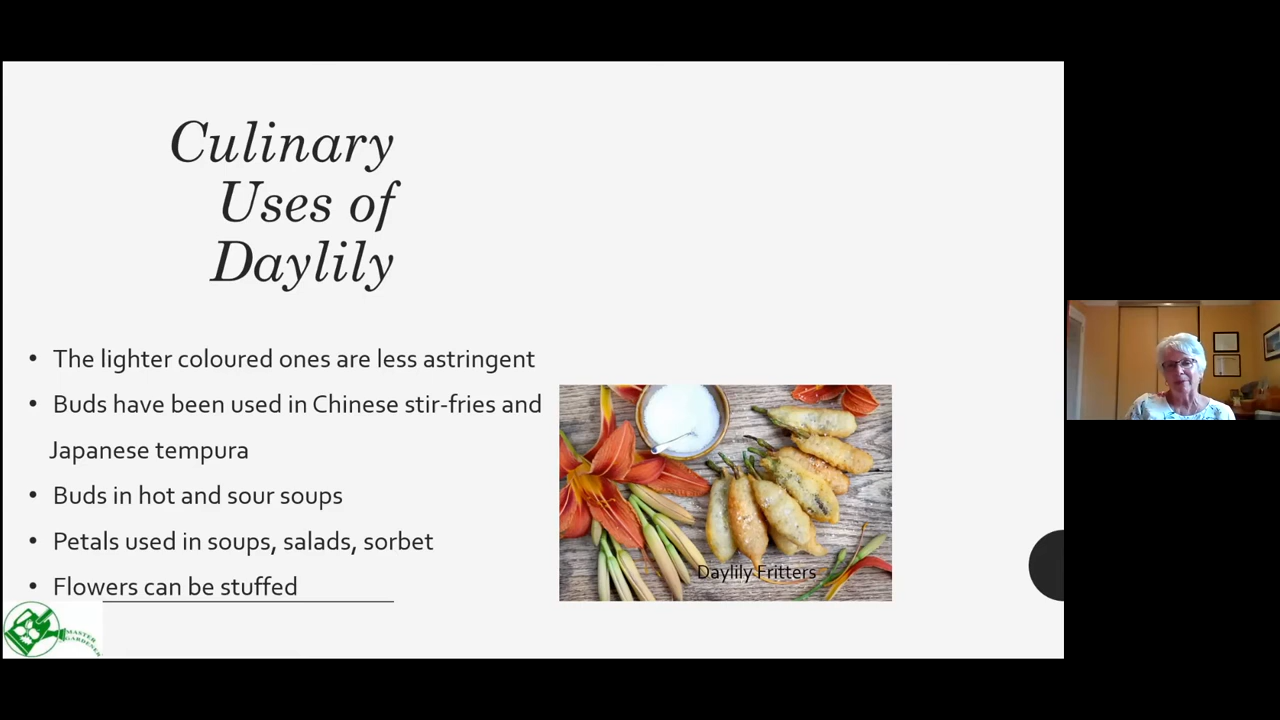 Culinary
Uses of
Daylily
• The lighter coloured ones are less astringent
• Buds have been used in Chinese stir-fries and
Japanese tempura
• Buds in hot and sour soups
• Petals used in soups, salads, sorbet
• Flowers can be stuffed
Daylily Fritters
MASTER
GARDENER